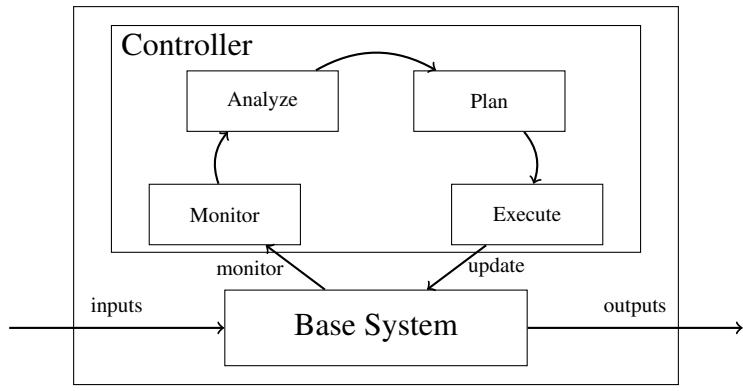 Controller
Analyze
Plan
Monitor
Execute
monitor
update
inputs
Base System
outputs